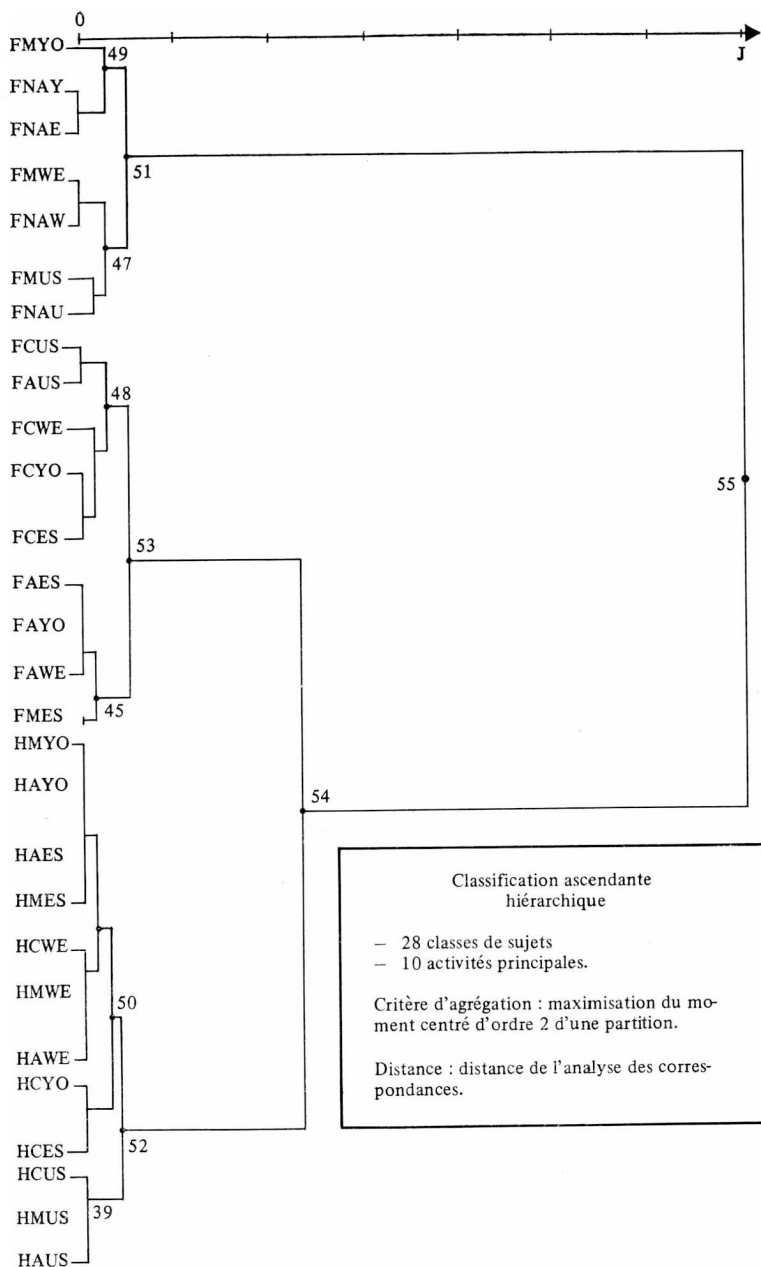 0
J
FMYO
49
FNAY
FNAE
51
FMWE
FNAW
47
FMUS
FNAU
FCUS
48
FAUS
FCWE
FCYO
55
FCES
53
FAES
FAYO
FAWE
45
FMES
HMYO
HAYO
54
HAES
HMES
HCWE
HMWE
50
HAWE
HCYO
HCES
52
HCUS
39
HMUS
HAUS
Classification ascendante
hiérarchique
– 28 classes de sujets
– 10 activités principales.
Critère d'agrégation : maximisation du mo-
ment centré d'ordre 2 d'une partition.
Distance : distance de l'analyse des corres-
pondances.